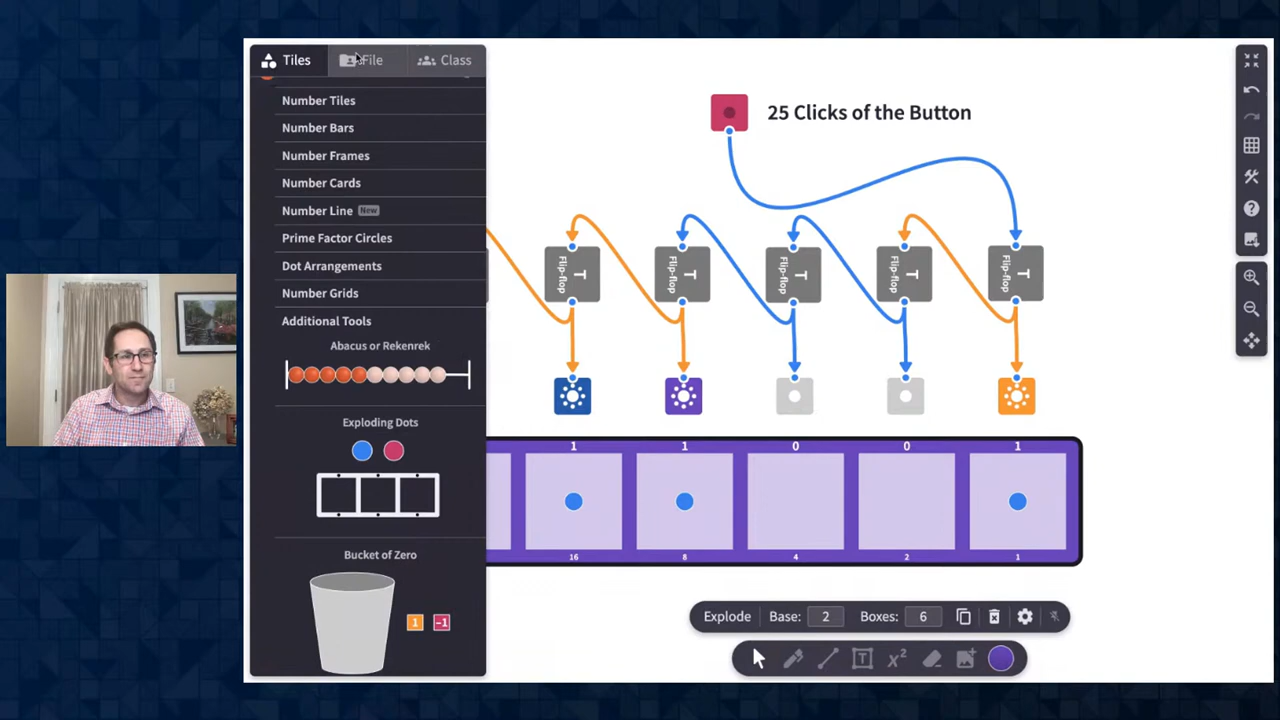 Tiles File Class
Number Tiles
Number Bars
Number Frames
Number Cards
Number Line New
Prime Factor Circles
Dot Arrangements
Number Grids
Additional Tools
Abacus or Rekenrek
Exploding Dots
Bucket of Zero
1 -1
25 Clicks of the Button
T Flip-flop
T Flip-flop
T Flip-flop
T Flip-flop
T Flip-flop
1 1 0 0 1
16 8 4 2 1
Explode Base: 2 Boxes: 6
T x²